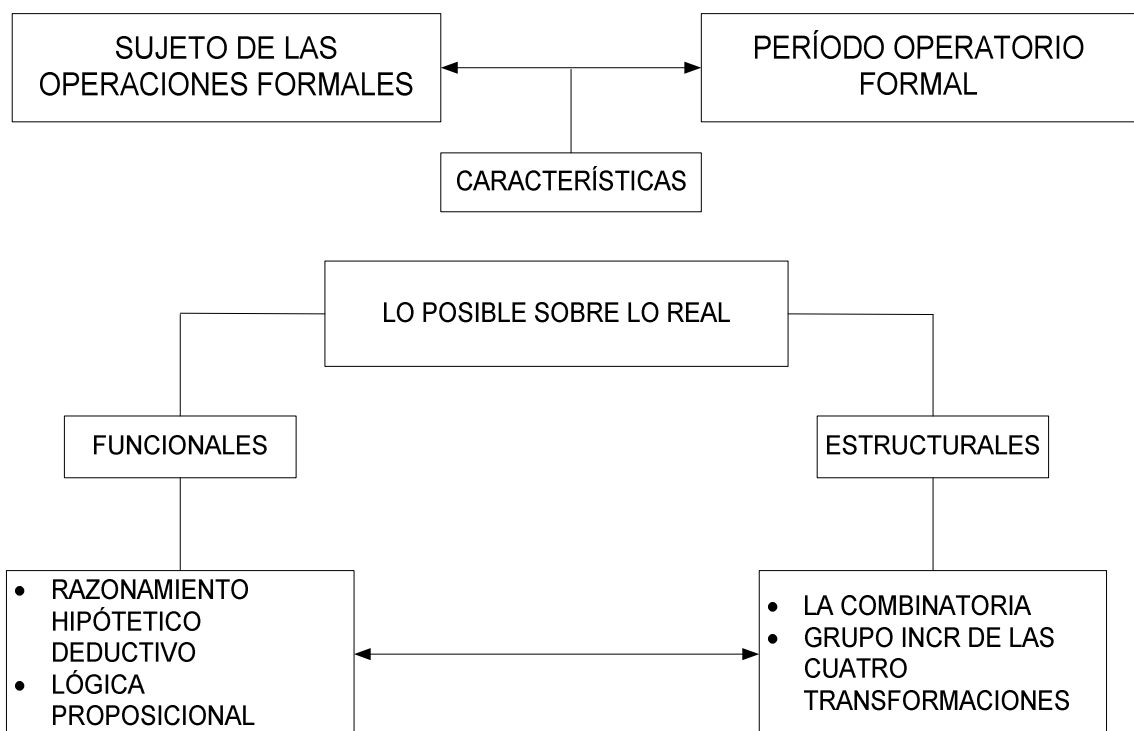 SUJETO DE LAS
OPERACIONES FORMALES
PERÍODO OPERATORIO
FORMAL
CARACTERÍSTICAS
LO POSIBLE SOBRE LO REAL
FUNCIONALES
ESTRUCTURALES
• RAZONAMIENTO
HIPÓTETICO
DEDUCTIVO
• LÓGICA
PROPOSICIONAL
• LA COMBINATORIA
• GRUPO INCR DE LAS
CUATRO
TRANSFORMACIONES